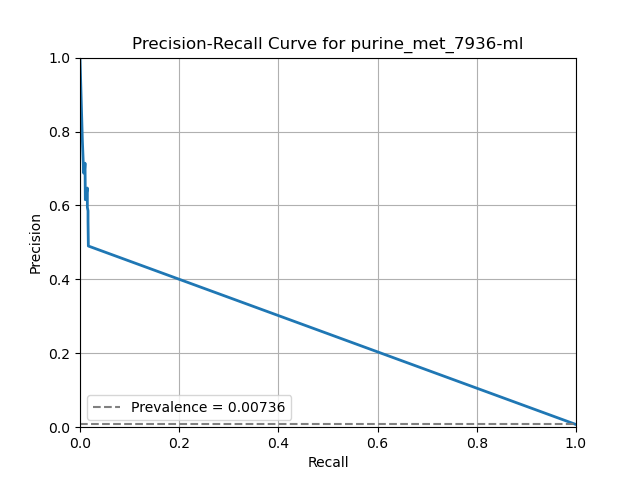 Precision-Recall Curve for purine_met_7936-ml
1.0
0.8
0.6
0.4
0.2
0.0
Precision
Prevalence = 0.00736
0.0 0.2 0.4 0.6 0.8 1.0
Recall